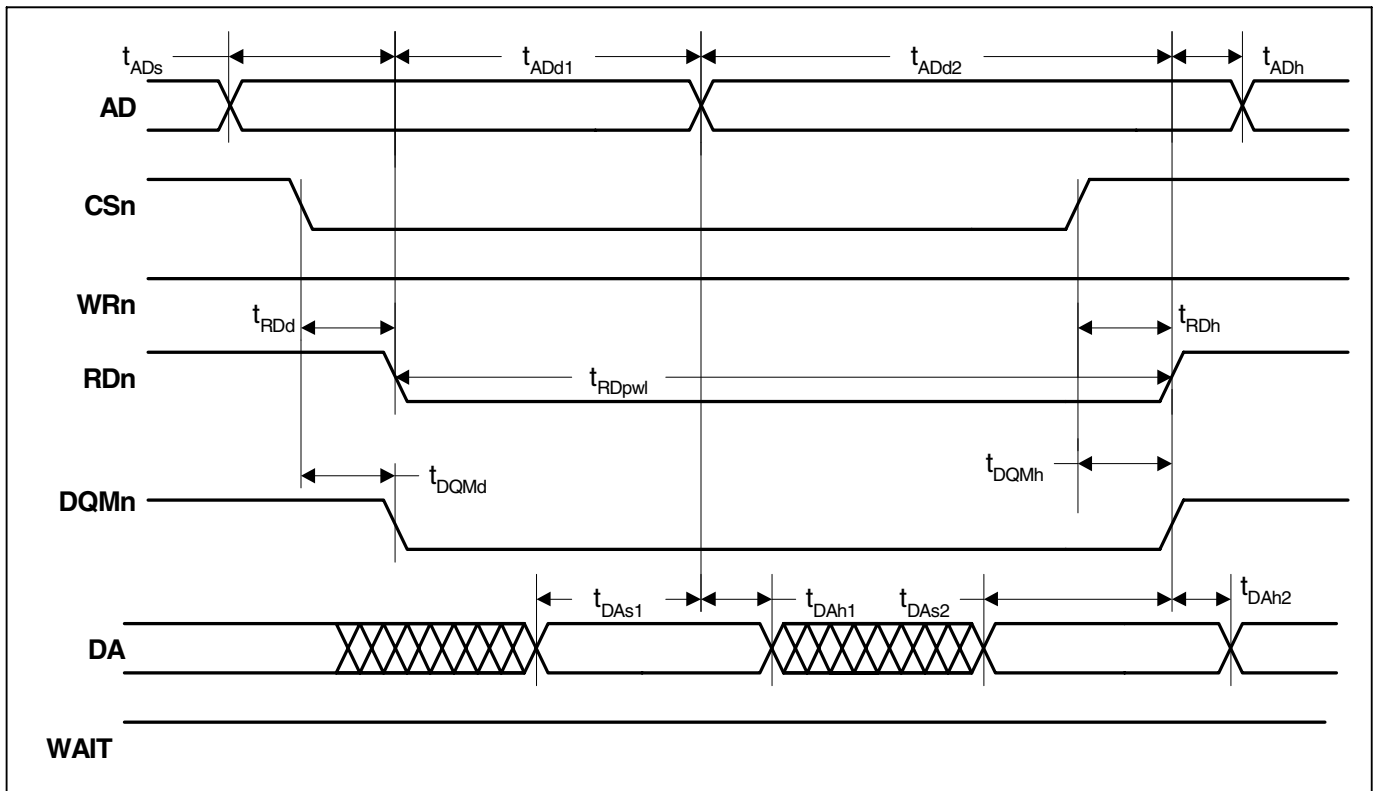 tADs tADd1 tADd2 tADh
AD
CSn
WRn
tRDd tRDh
RDn
tRDpwl
tDQMd tDQMh
DQMn
tDAs1 tDAh1 tDAs2 tDAh2
DA
WAIT